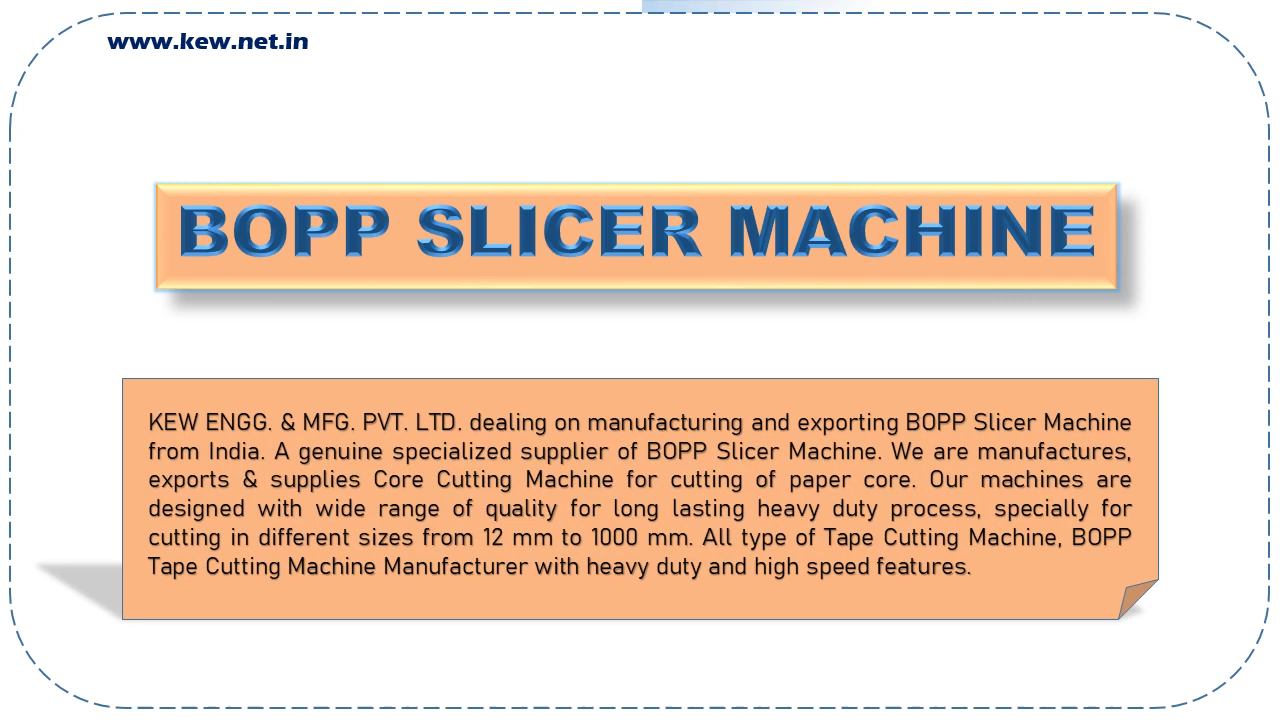 www.kew.net.in
BOPP SLICER MACHINE
KEW ENGG. & MFG. PVT. LTD. dealing on manufacturing and exporting BOPP Slicer Machine
from India. A genuine specialized supplier of BOPP Slicer Machine. We are manufactures,
exports & supplies Core Cutting Machine for cutting of paper core. Our machines are
designed with wide range of quality for long lasting heavy duty process, specially for
cutting in different sizes from 12 mm to 1000 mm. All type of Tape Cutting Machine, BOPP
Tape Cutting Machine Manufacturer with heavy duty and high speed features.